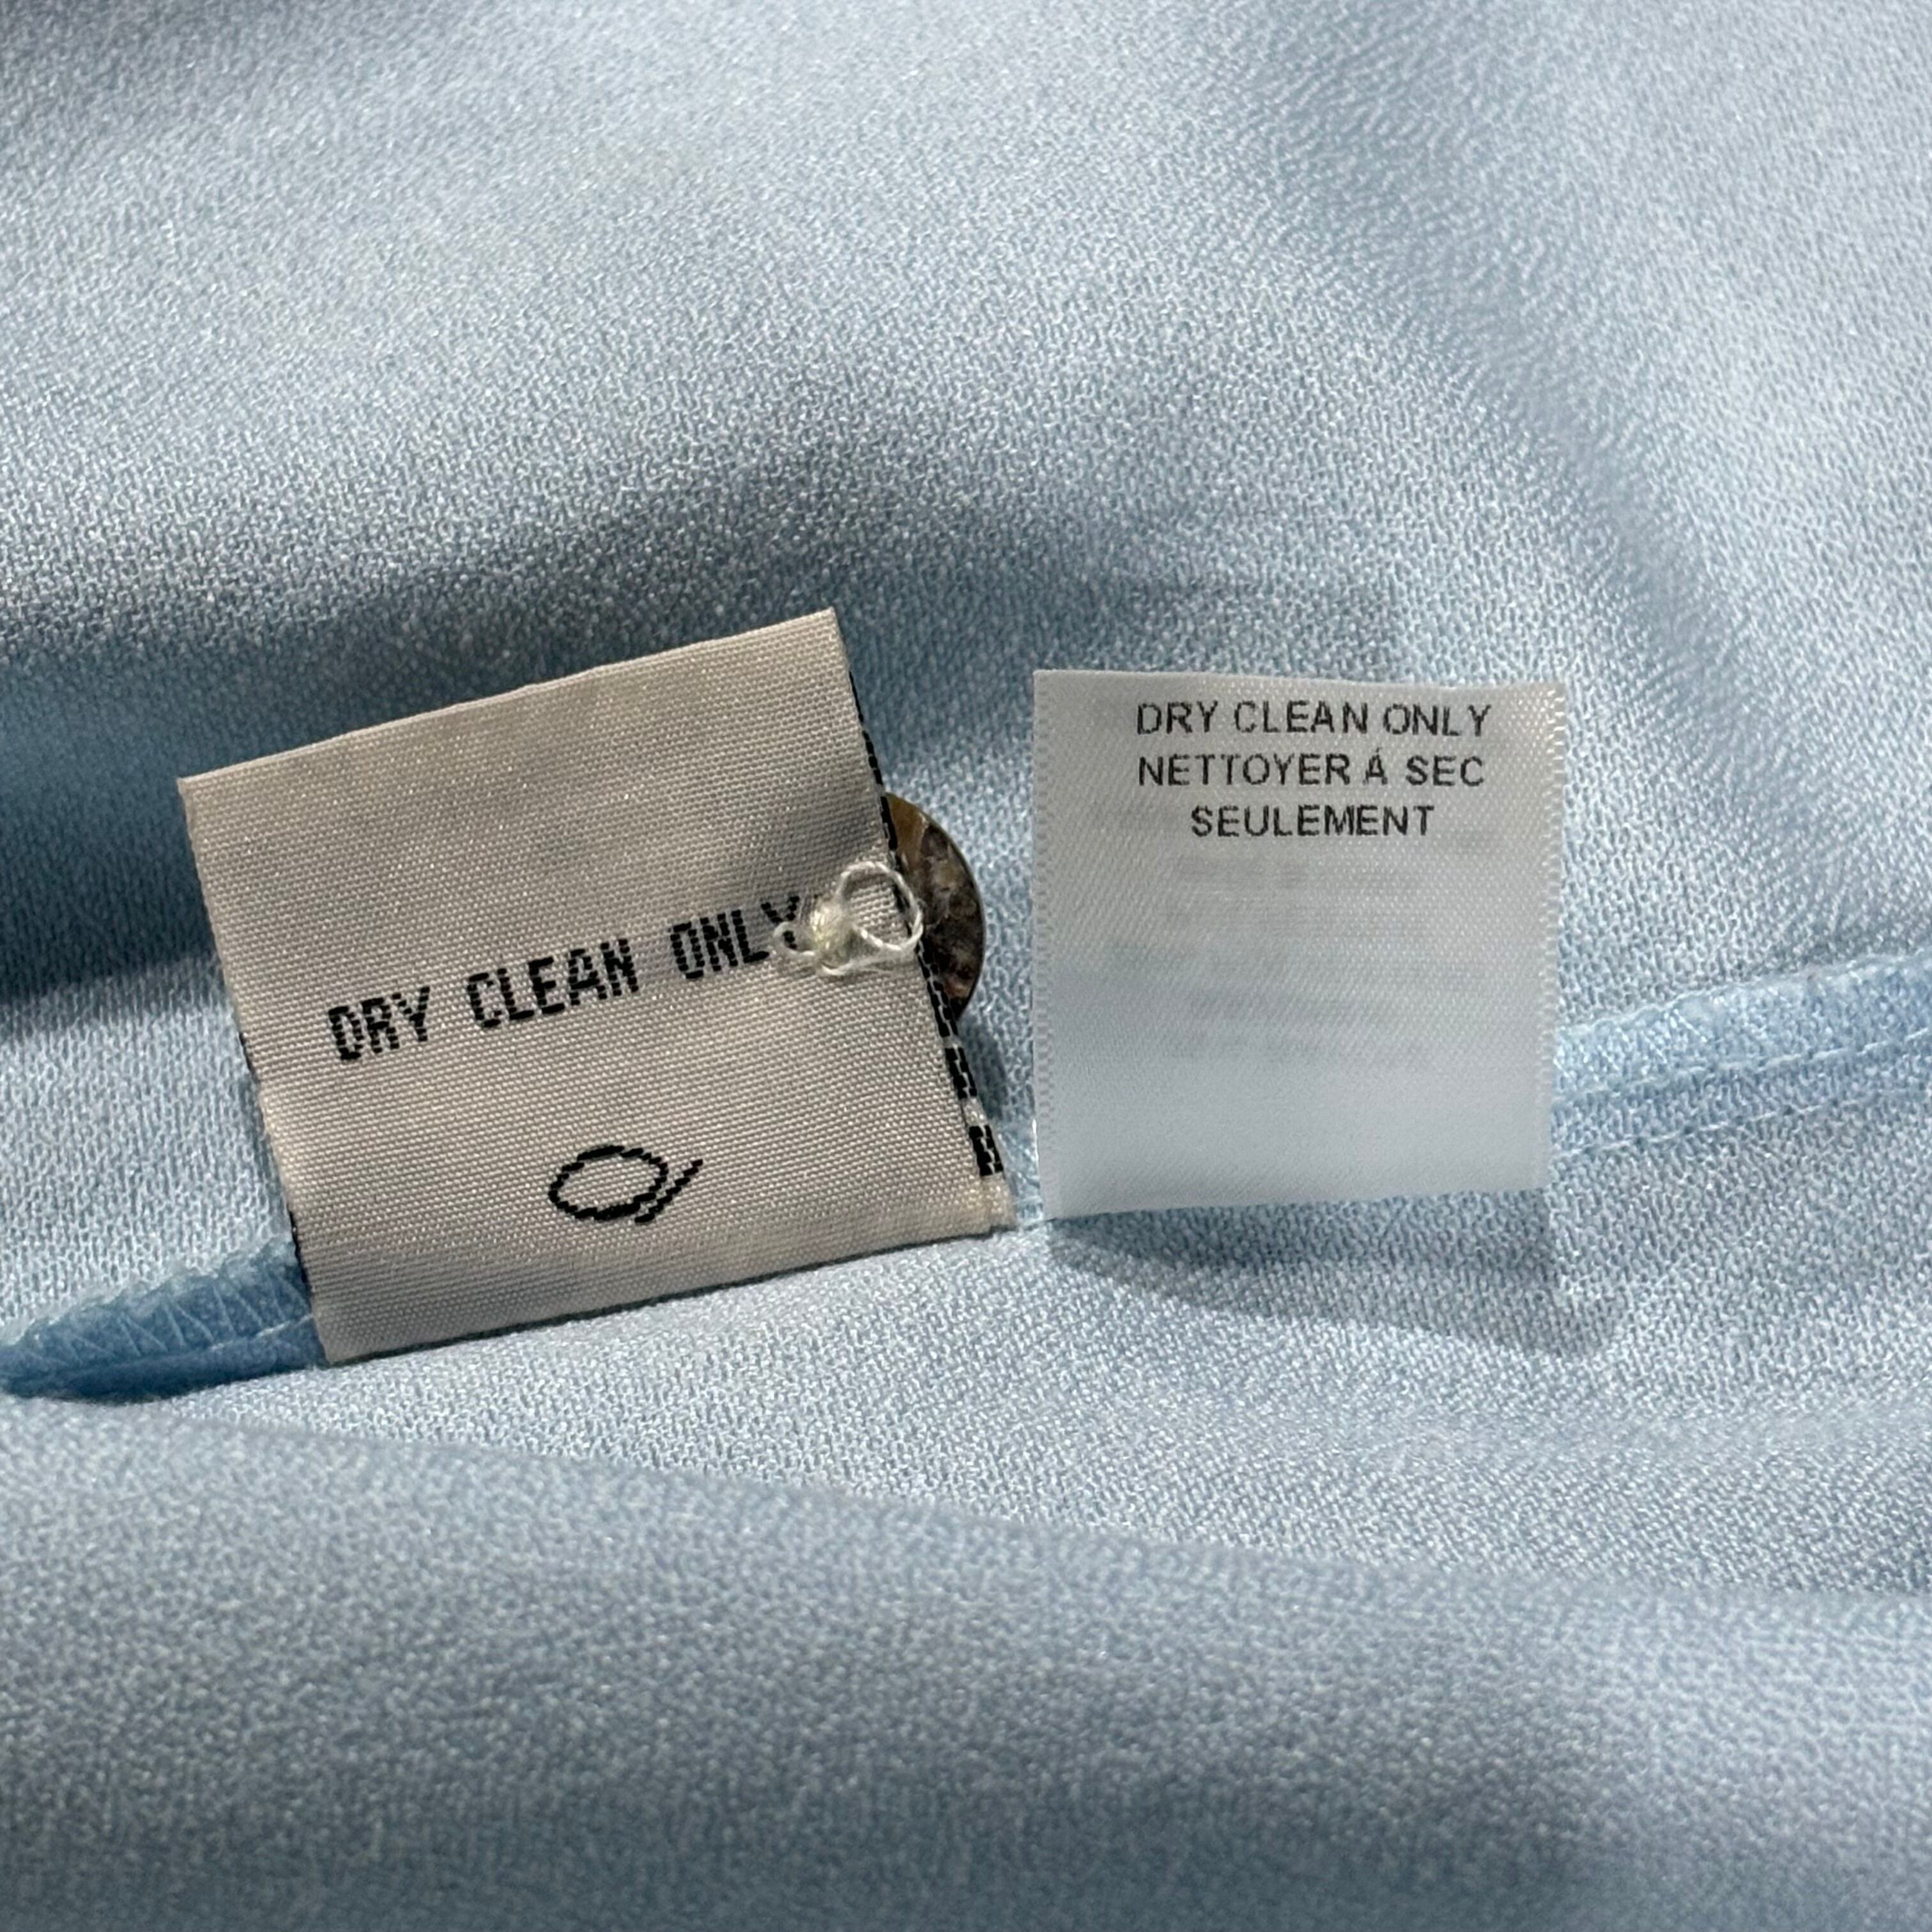 DRY CLEAN ONLY
DRY CLEAN ONLY
NETTOYER Á SEC
SEULEMENT